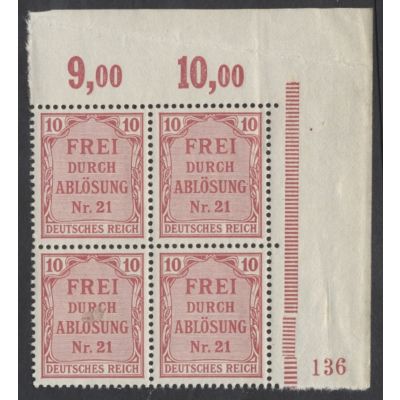 9,00 10,00
10 10 10 10
FREI FREI
DURCH DURCH
ABLÖSUNG ABLÖSUNG
Nr. 21 Nr. 21
DEUTSCHES REICH DEUTSCHES REICH
10 10 10 10
FREI FREI
DURCH DURCH
ABLÖSUNG ABLÖSUNG
Nr. 21 Nr. 21
DEUTSCHES REICH DEUTSCHES REICH
136